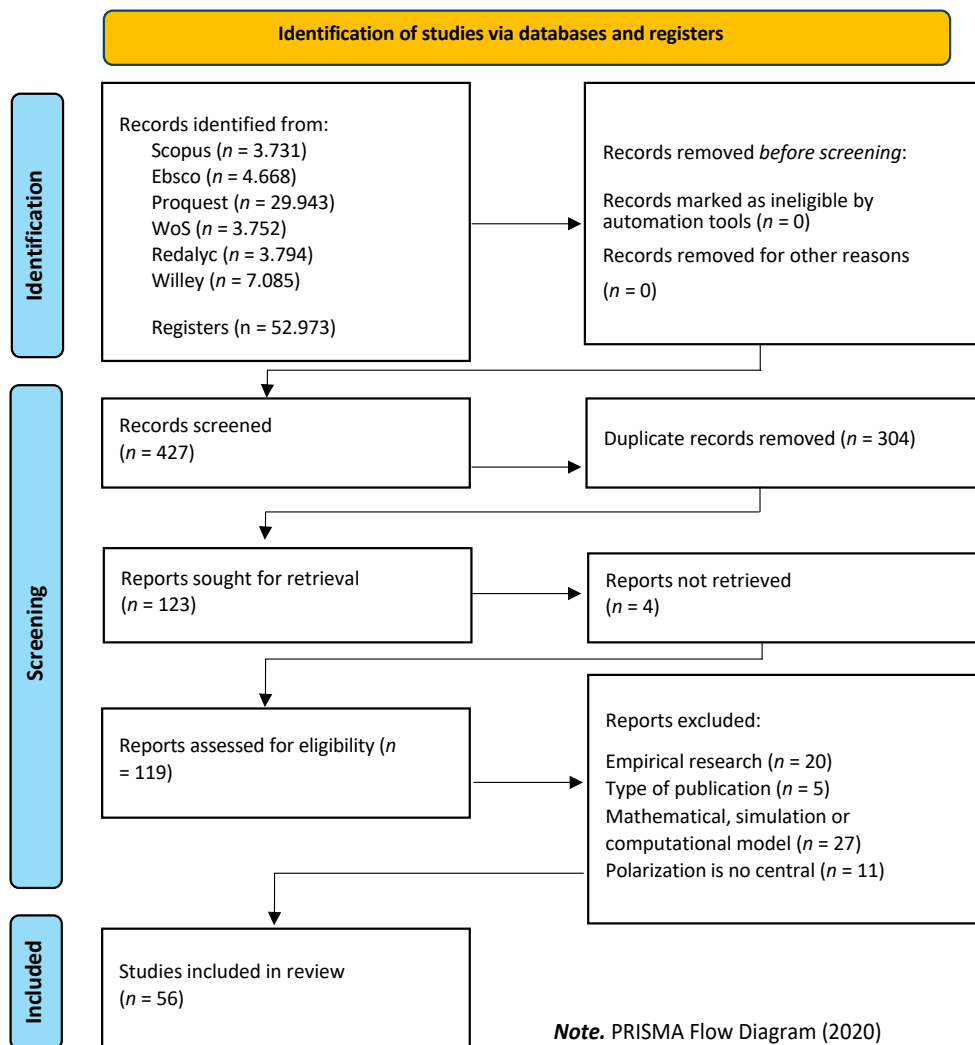 Identification of studies via databases and registers
Identification
Records identified from:
Scopus (n = 3.731)
Ebsco (n = 4.668)
Proquest (n = 29.943)
WoS (n = 3.752)
Redalyc (n = 3.794)
Willey (n = 7.085)
Registers (n = 52.973)
Records removed before screening:
Records marked as ineligible by
automation tools (n = 0)
Records removed for other reasons
(n = 0)
Screening
Records screened
(n = 427)
Duplicate records removed (n = 304)
Reports sought for retrieval
(n = 123)
Reports not retrieved
(n = 4)
Reports assessed for eligibility (n
= 119)
Reports excluded:
Empirical research (n = 20)
Type of publication (n = 5)
Mathematical, simulation or
computational model (n = 27)
Polarization is no central (n = 11)
Included
Studies included in review
(n = 56)
Note. PRISMA Flow Diagram (2020)